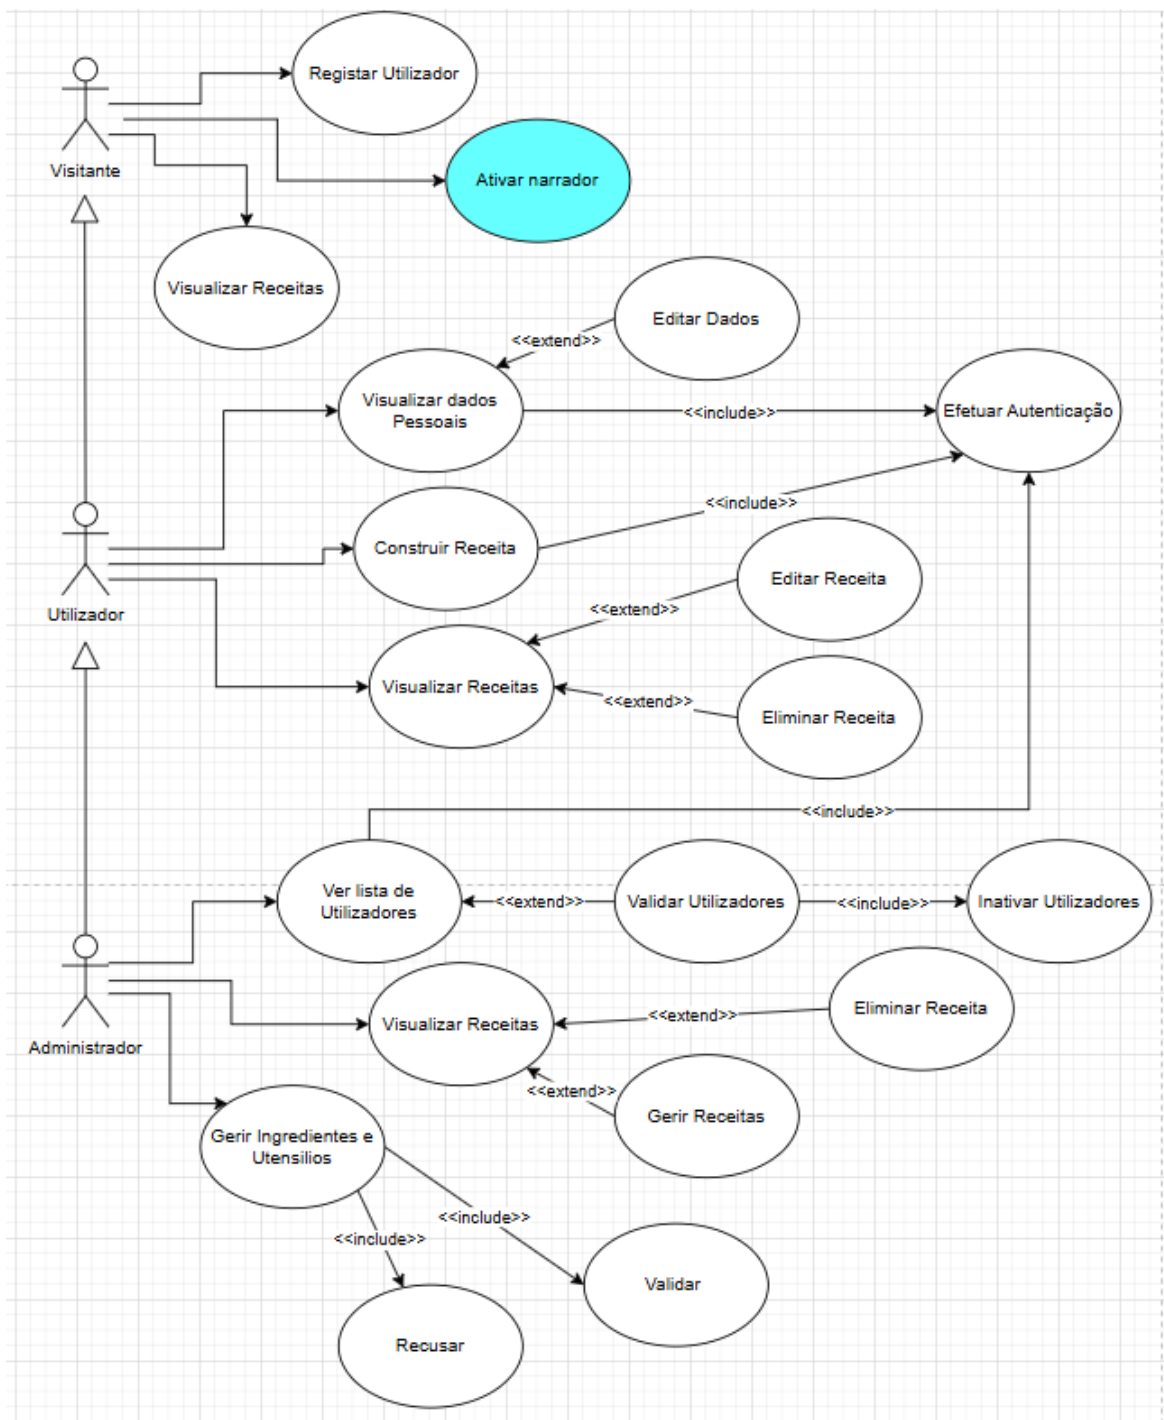 Registar Utilizador
Visitante
Ativar narrador
Visualizar Receitas
Editar Dados
<<extend>>
Visualizar dados
Pessoais
<<include>>
Efetuar Autenticação
<<include>>
Construir Receita
Utilizador
Editar Receita
<<extend>>
Visualizar Receitas
<<extend>>
Eliminar Receita
<<include>>
Ver lista de
Utilizadores
<<extend>>
Validar Utilizadores
<<include>>
Inativar Utilizadores
Administrador
Visualizar Receitas
<<extend>>
Eliminar Receita
<<extend>>
Gerir Receitas
Gerir Ingredientes e
Utensilios
<<include>>
<<include>>
Validar
Recusar